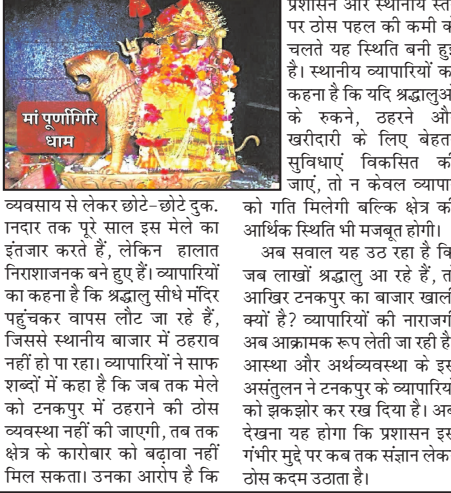 मां पूर्णागिरि
धाम
व्यवसाय से लेकर छोटे-छोटे दुक.
ानदार तक पूरे साल इस मेले का
इंतजार करते हैं, लेकिन हालात
निराशाजनक बने हुए हैं। व्यापारियों
का कहना है कि श्रद्धालु सीधे मंदिर
पहुंचकर वापस लौट जा रहे हैं,
जिससे स्थानीय बाजार में ठहराव
नहीं हो पा रहा। व्यापारियों ने साफ
शब्दों में कहा है कि जब तक मेले
को टनकपुर में ठहराने की ठोस
व्यवस्था नहीं की जाएगी, तब तक
क्षेत्र के कारोबार को बढ़ावा नहीं
मिल सकता। उनका आरोप है कि
प्रशासन और स्थानीय
पर ठोस पहल की कमी
चलते यह स्थिति बनी
है। स्थानीय व्यापारियों
कहना है कि यदि
के रुकने, ठहरने
खरीदारी के लिए
सुविधाएं विकसित
जाएं, तो न केवल
को गति मिलेगी बल्कि क्षेत्र
आर्थिक स्थिति भी मजबूत होगी।
अब सवाल यह उठ रहा है
जब लाखों श्रद्धालु आ रहे हैं,
आखिर टनकपुर का बाजार
क्यों है? व्यापारियों की नाराजगी
अब आक्रामक रूप लेती जा रही है
आस्था और अर्थव्यवस्था के
असंतुलन ने टनकपुर के
को झकझोर कर रख दिया है।
देखना यह होगा कि प्रशासन
गंभीर मुद्दे पर कब तक संज्ञान
ठोस कदम उठाता है।